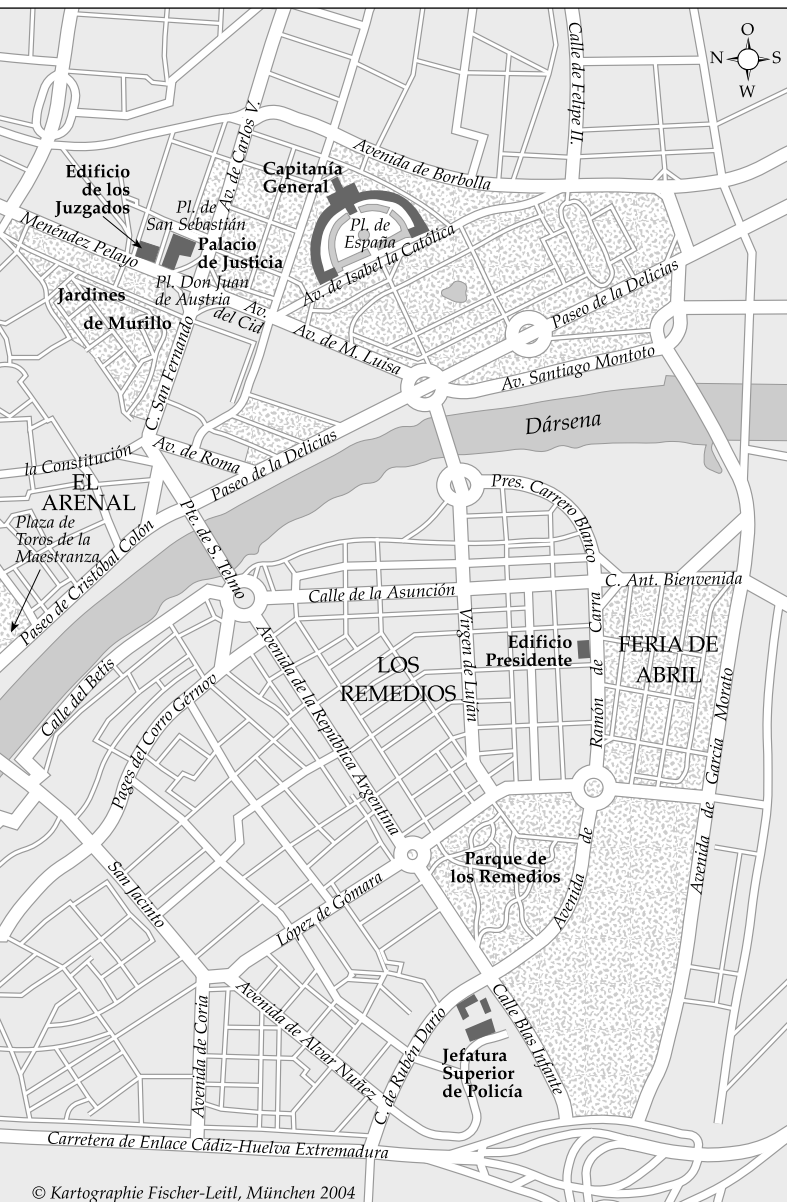 O
N
S
W
Calle de Felipe II.
Avenida de Borbolla
Av. de Carlos V.
Capitanía
General
Edificio
de los
Juzgados
Pl. de
San Sebastián
Pl. de
España
Menéndez Pelayo
Palacio
de Justicia
Av. de Isabel la Católica
Pl. Don Juan
de Austria
Jardines
de Murillo
Av.
del Cid
Av. de M. Luisa
Paseo de la Delicias
Av. Santiago Montoto
C. San Fernando
Dársena
la Constitución
Av. de Roma
Paseo de la Delicias
EL
ARENAL
Pres. Carrero Blanco
Plaza de
Toros de la
Maestranza
Paseo de Cristóbal Colón
Pte. de S. Telmo
C. Ant. Bienvenida
Calle de la Asunción
Virgen de Luján
Edificio
Presidente
FERIA DE
ABRIL
LOS
REMEDIOS
Avenida de Ramón de Carra
Calle del Betis
Pages del Corro Gérnov
Avenida de la República Argentina
Avenida de Garcia Morato
Parque de
los Remedios
San Jacinto
López de Gómara
Avenida de Coria
Avenida de Alvar Nuñez
C. de Rubén Dario
Calle Blas Infante
Jefatura
Superior
de Policía
Carretera de Enlace Cádiz-Huelva Extremadura
© Kartographie Fischer-Leitl, München 2004